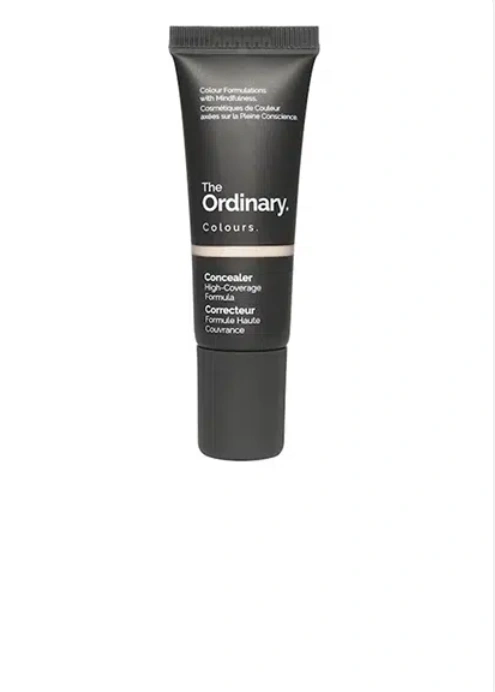 Colour Formulations
with Mindfulness.
Cosmétiques de Couleur
axées sur la Pleine Conscience.
The
Ordinary.
Colours.
Concealer
High-Coverage
Formula
Correcteur
Formule Haute
Couvrance